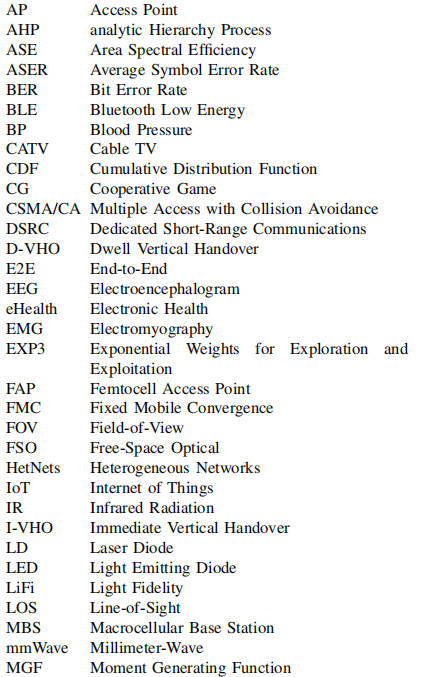 AP Access Point
AHP analytic Hierarchy Process
ASE Area Spectral Efficiency
ASER Average Symbol Error Rate
BER Bit Error Rate
BLE Bluetooth Low Energy
BP Blood Pressure
CATV Cable TV
CDF Cumulative Distribution Function
CG Cooperative Game
CSMA/CA Multiple Access with Collision Avoidance
DSRC Dedicated Short-Range Communications
D-VHO Dwell Vertical Handover
E2E End-to-End
EEG Electroencephalogram
eHealth Electronic Health
EMG Electromyography
EXP3 Exponential Weights for Exploration and
Exploitation
FAP Femtocell Access Point
FMC Fixed Mobile Convergence
FOV Field-of-View
FSO Free-Space Optical
HetNets Heterogeneous Networks
IoT Internet of Things
IR Infrared Radiation
I-VHO Immediate Vertical Handover
LD Laser Diode
LED Light Emitting Diode
LiFi Light Fidelity
LOS Line-of-Sight
MBS Macrocellular Base Station
mmWave Millimeter-Wave
MGF Moment Generating Function